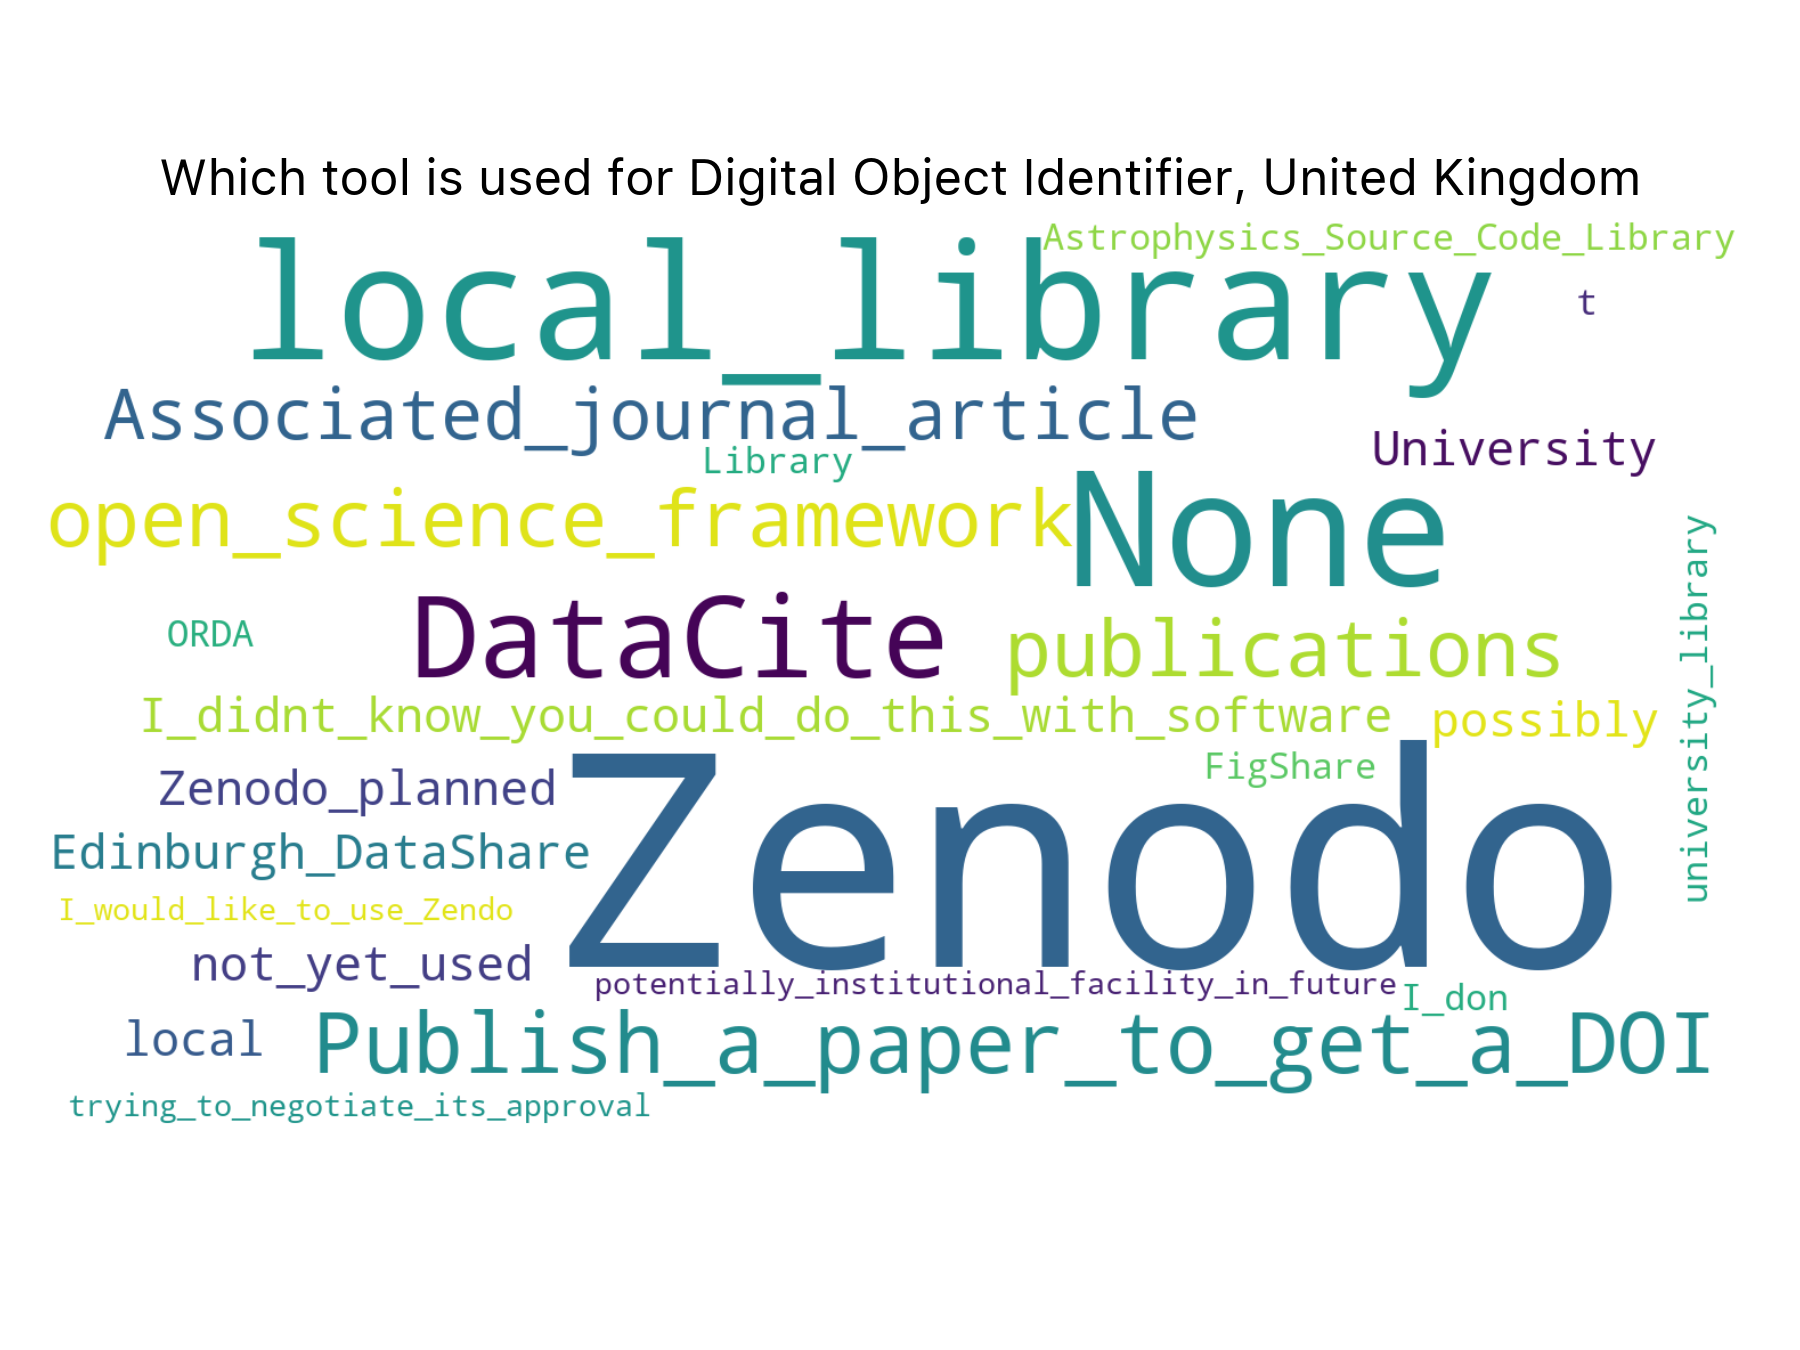 Which tool is used for Digital Object Identifier, United Kingdom
Astrophysics_Source_Code_Library
local_library
t
Associated_journal_article
University
Library
open_science_framework
None
university_library
DataCite
ORDA
publications
I_didnt_know_you_could_do_this_with_software
possibly
FigShare
Zenodo_planned
Zenodo
Edinburgh_DataShare
I_would_like_to_use_Zendo
not_yet_used
potentially_institutional_facility_in_future
I_don
local
Publish_a_paper_to_get_a_DOI
trying_to_negotiate_its_approval